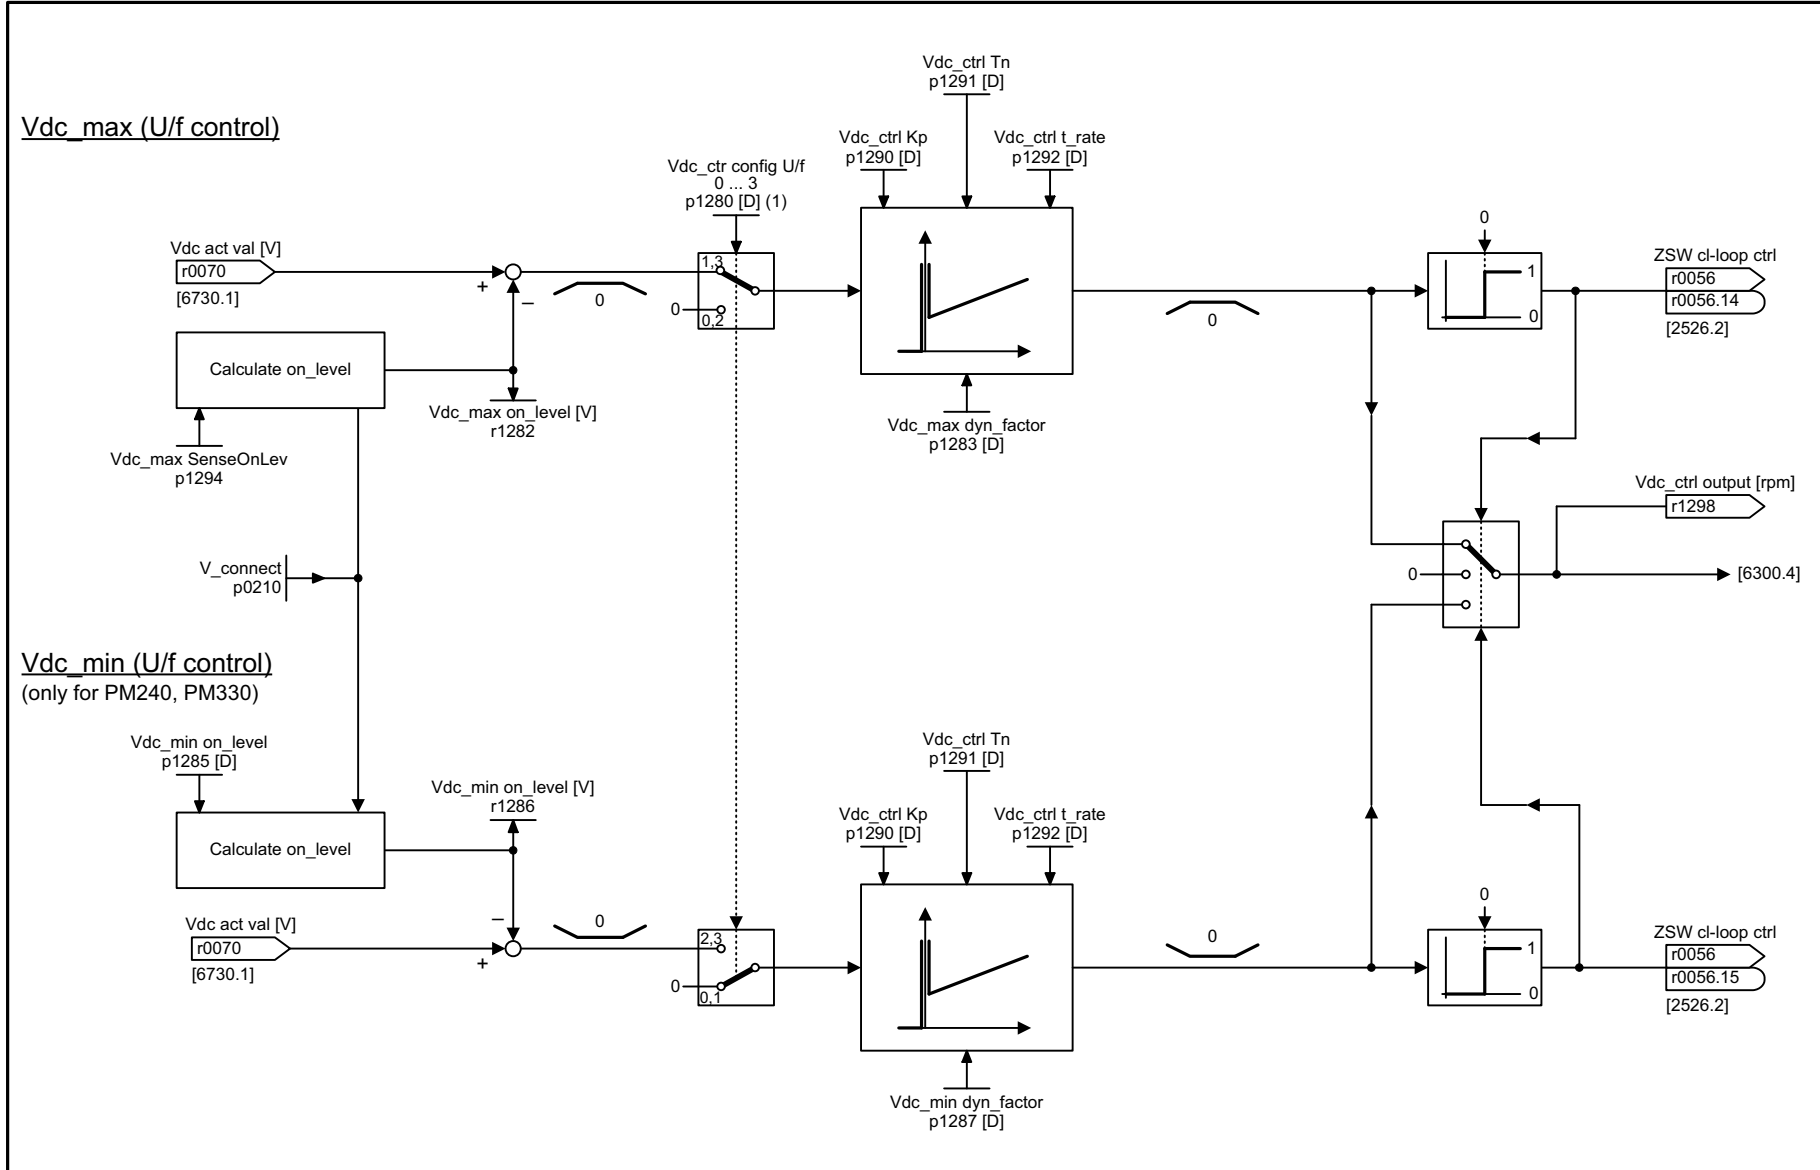 Vdc_ctrl Tn
p1291 [D]
Vdc_max (U/f control)
Vdc_ctrl Kp
p1290 [D]
Vdc_ctrl t_rate
p1292 [D]
Vdc_ctr config U/f
0 ... 3
p1280 [D] (1)
0
Vdc act val [V]
r0070
[6730.1]
+
–
0
1,3
0
0,2
0
1
0
ZSW cl-loop ctrl
r0056
r0056.14
[2526.2]
Calculate on_level
Vdc_max on_level [V]
r1282
Vdc_max dyn_factor
p1283 [D]
Vdc_max SenseOnLev
p1294
Vdc_ctrl output [rpm]
r1298
V_connect
p0210
0
[6300.4]
Vdc_min (U/f control)
(only for PM240, PM330)
Vdc_min on_level
p1285 [D]
Vdc_ctrl Tn
p1291 [D]
Vdc_min on_level [V]
r1286
Vdc_ctrl Kp
p1290 [D]
Vdc_ctrl t_rate
p1292 [D]
Calculate on_level
0
Vdc act val [V]
r0070
[6730.1]
–
+
0
2,3
0
0,1
0
1
0
ZSW cl-loop ctrl
r0056
r0056.15
[2526.2]
Vdc_min dyn_factor
p1287 [D]